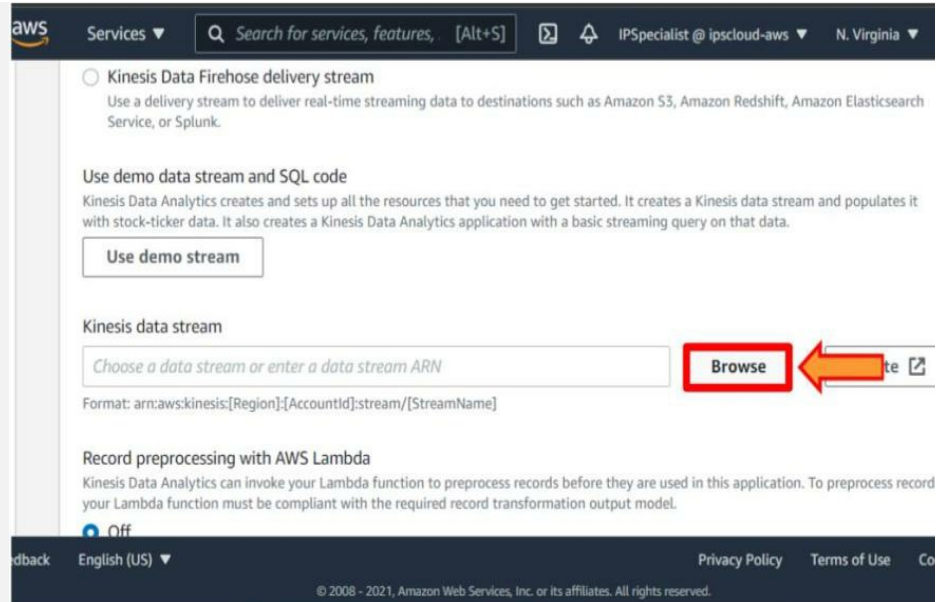 aws Services ▼ Search for services, features, [Alt+S] IPSpecialist @ ipscloud-aws ▼ N. Virginia ▼
Kinesis Data Firehose delivery stream
Use a delivery stream to deliver real-time streaming data to destinations such as Amazon S3, Amazon Redshift, Amazon Elasticsearch
Service, or Splunk.
Use demo data stream and SQL code
Kinesis Data Analytics creates and sets up all the resources that you need to get started. It creates a Kinesis data stream and populates it
with stock-ticker data. It also creates a Kinesis Data Analytics application with a basic streaming query on that data.
Use demo stream
Kinesis data stream
Choose a data stream or enter a data stream ARN Browse te
Format: arn:aws:kinesis:[Region]:[AccountId]:stream/[StreamName]
Record preprocessing with AWS Lambda
Kinesis Data Analytics can invoke your Lambda function to preprocess records before they are used in this application. To preprocess record
your Lambda function must be compliant with the required record transformation output model.
Off
edback English (US) ▼ Privacy Policy Terms of Use Co
© 2008 - 2021, Amazon Web Services, Inc. or its affiliates. All rights reserved.